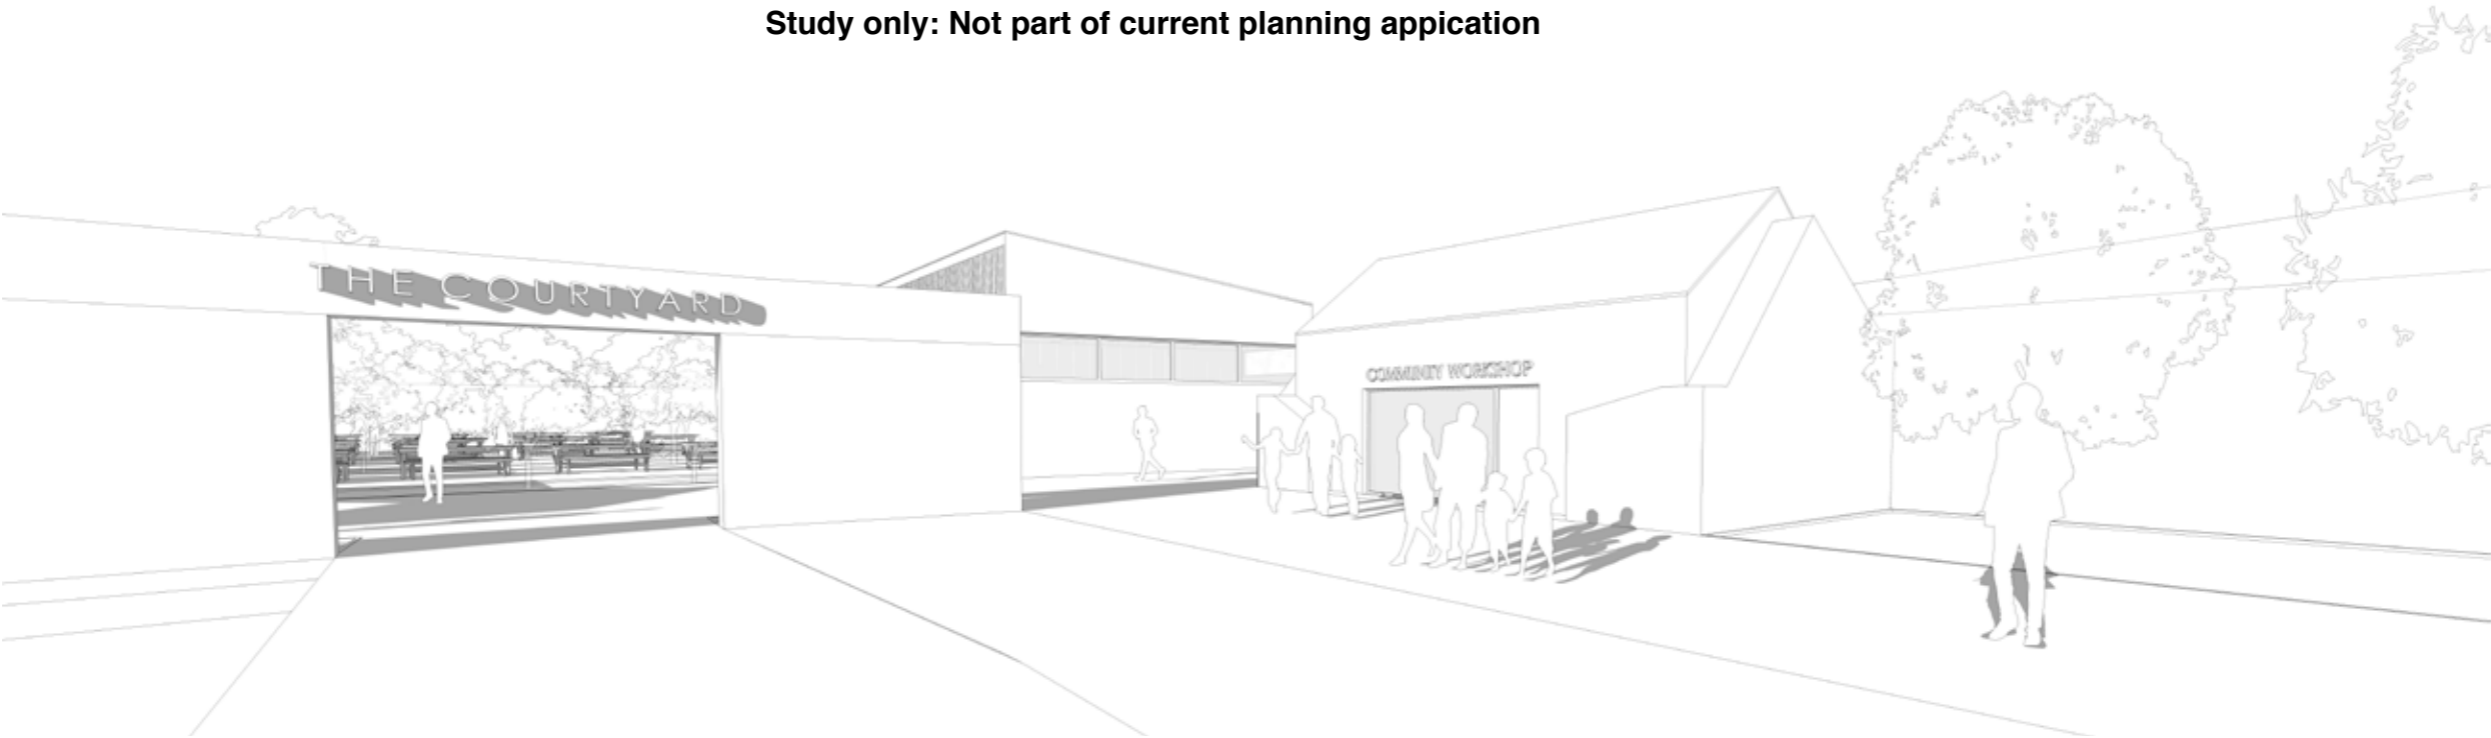 Study only: Not part of current planning appication
THE COURTYARD
COMMUNITY WORKSHOP